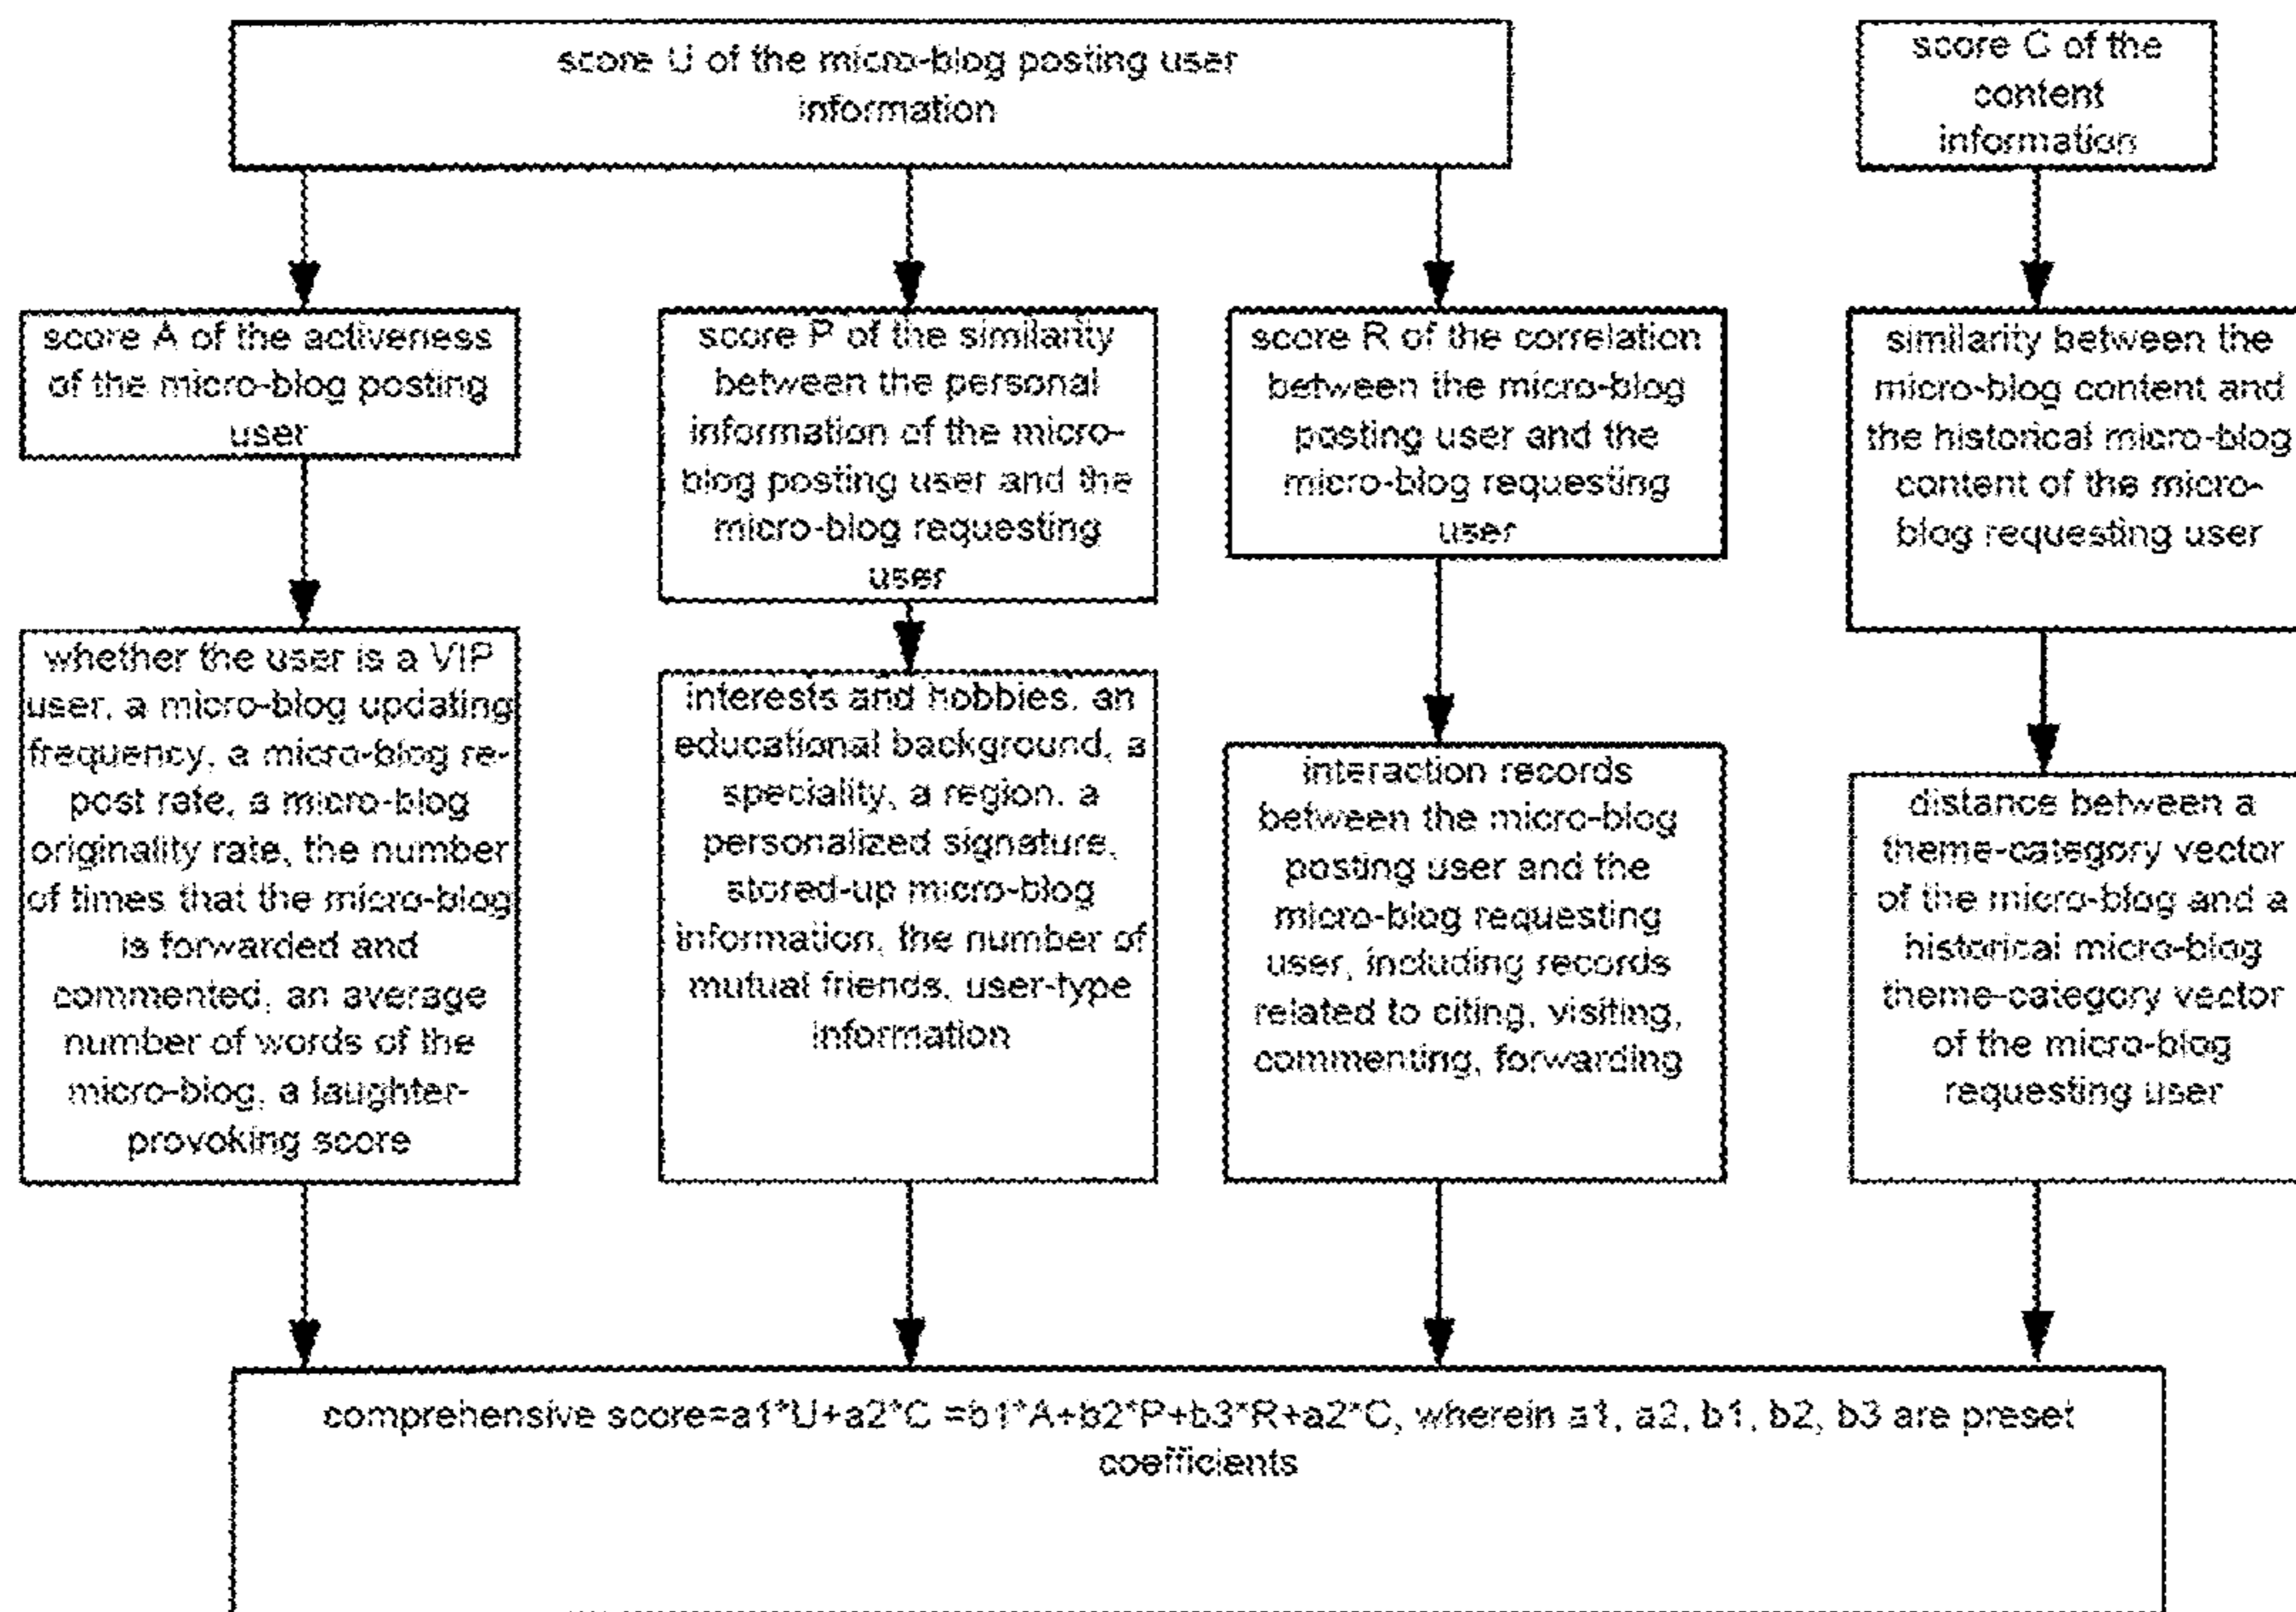 score U of the micro-blog posting user
information
score C of the
content
information
score A of the activeness
of the micro-blog posting
user
score P of the similarity
between the personal
information of the micro-
blog posting user and the
micro-blog requesting
user
score R of the correlation
between the micro-blog
posting user and the
micro-blog requesting
user
similarity between the
micro-blog content and
the historical micro-blog
content of the micro-
blog requesting user
whether the user is a VIP
user, a micro-blog updating
frequency, a micro-blog re-
post rate, a micro-blog
originality rate, the number
of times that the micro-blog
is forwarded and
commented, an average
number of words of the
micro-blog, a laughter-
provoking score
interests and hobbies, an
educational background, a
speciality, a region, a
personalized signature,
stored-up micro-blog
information, the number of
mutual friends, user-type
information
interaction records
between the micro-blog
posting user and the
micro-blog requesting
user, including records
related to citing, visiting,
commenting, forwarding
distance between a
theme-category vector
of the micro-blog and a
historical micro-blog
theme-category vector
of the micro-blog
requesting user
comprehensive score=a1*U+a2*C =b1*A+b2*P+b3*R+a2*C, wherein a1, a2, b1, b2, b3 are preset
coefficients